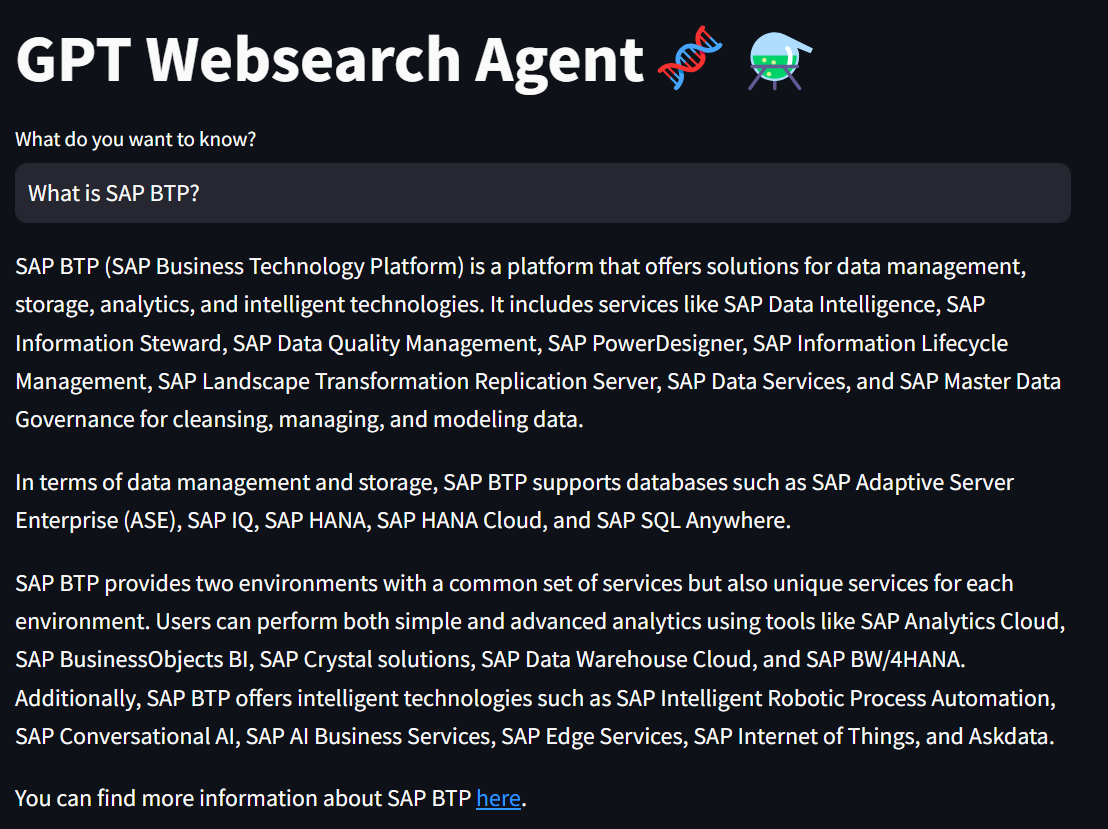 GPT Websearch Agent
What do you want to know?
What is SAP BTP?
SAP BTP (SAP Business Technology Platform) is a platform that offers solutions for data management,
storage, analytics, and intelligent technologies. It includes services like SAP Data Intelligence, SAP
Information Steward, SAP Data Quality Management, SAP PowerDesigner, SAP Information Lifecycle
Management, SAP Landscape Transformation Replication Server, SAP Data Services, and SAP Master Data
Governance for cleansing, managing, and modeling data.
In terms of data management and storage, SAP BTP supports databases such as SAP Adaptive Server
Enterprise (ASE), SAP IQ, SAP HANA, SAP HANA Cloud, and SAP SQL Anywhere.
SAP BTP provides two environments with a common set of services but also unique services for each
environment. Users can perform both simple and advanced analytics using tools like SAP Analytics Cloud,
SAP BusinessObjects BI, SAP Crystal solutions, SAP Data Warehouse Cloud, and SAP BW/4HANA.
Additionally, SAP BTP offers intelligent technologies such as SAP Intelligent Robotic Process Automation,
SAP Conversational AI, SAP AI Business Services, SAP Edge Services, SAP Internet of Things, and Askdata.
You can find more information about SAP BTP here.